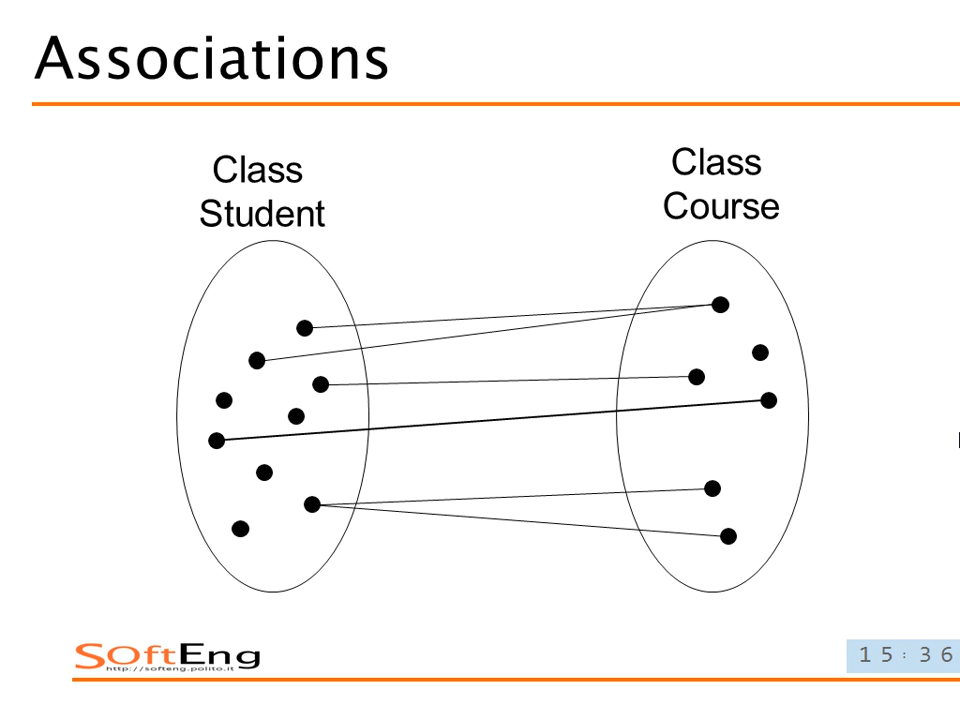 Associations
Class
Student
Class
Course
SOftEng
http://softeng.polito.it
15:36